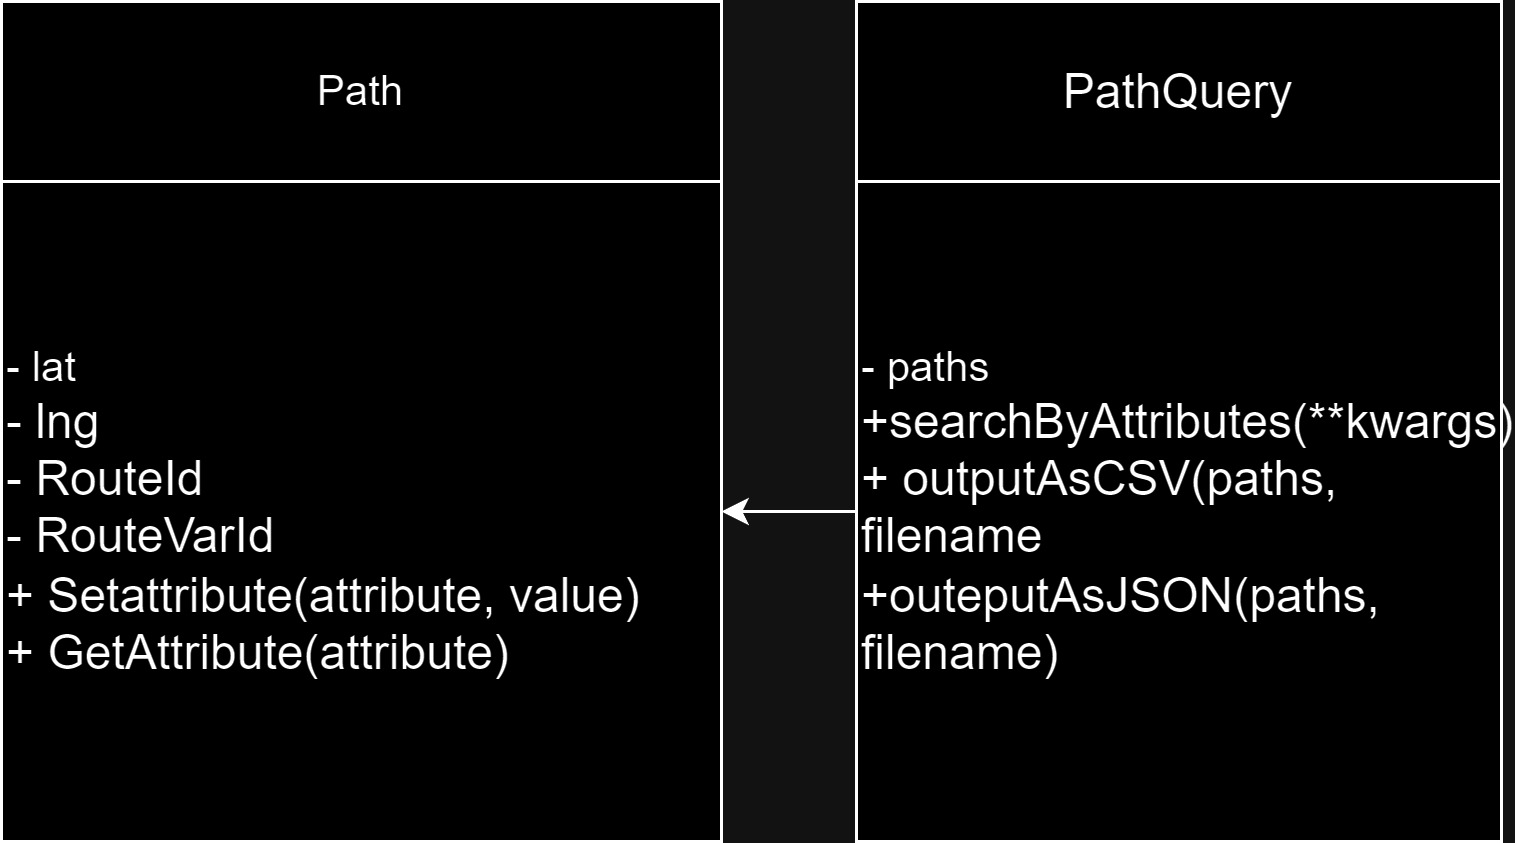 Path
- lat
- lng
- RouteId
- RouteVarId
+ Setattribute(attribute, value)
+ GetAttribute(attribute)
PathQuery
- paths
+searchByAttributes(**kwargs)
+ outputAsCSV(paths,
filename
+outeputAsJSON(paths,
filename)